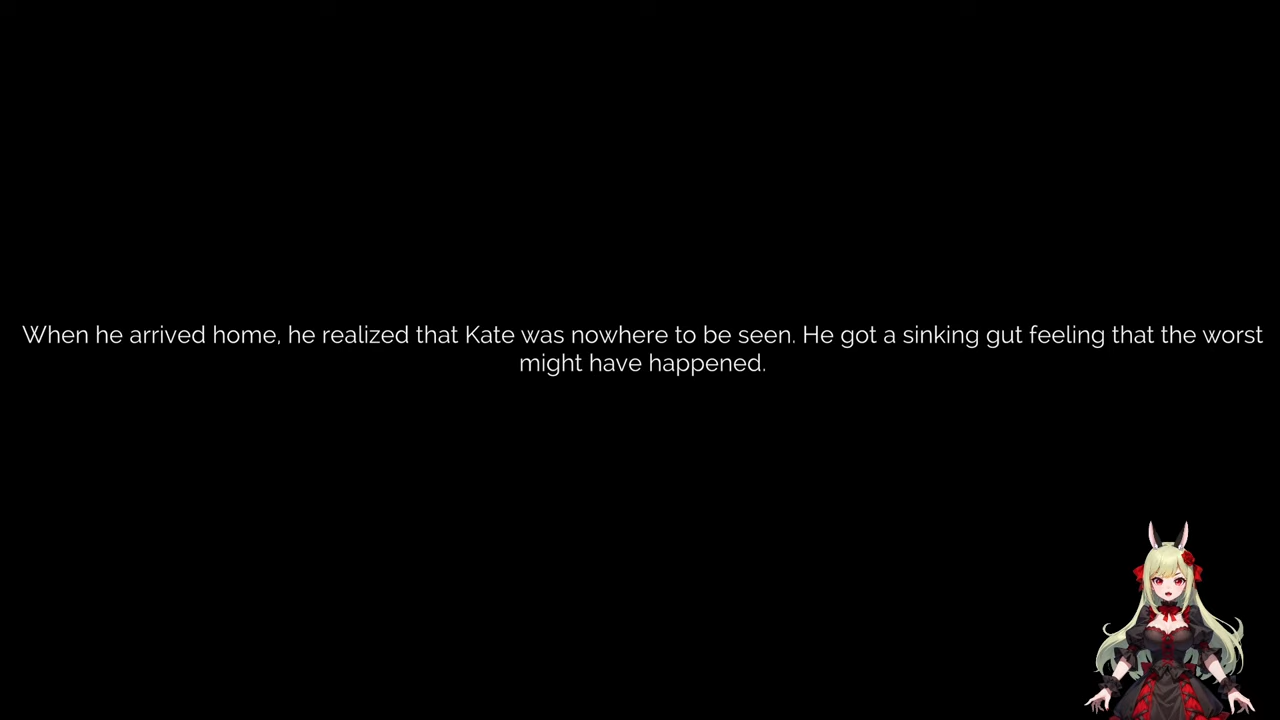 When he arrived home, he realized that Kate was nowhere to be seen. He got a sinking gut feeling that the worst
might have happened.